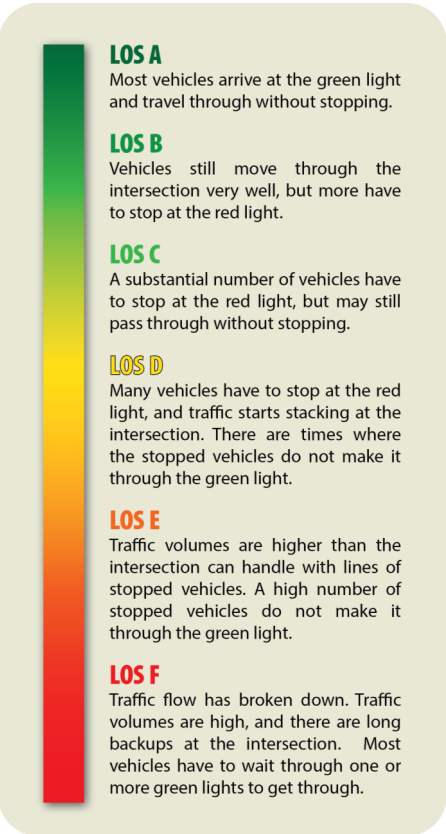 LOS A
Most vehicles arrive at the green light
and travel through without stopping.
LOS B
Vehicles still move through the
intersection very well, but more have
to stop at the red light.
LOS C
A substantial number of vehicles have
to stop at the red light, but may still
pass through without stopping.
LOS D
Many vehicles have to stop at the red
light, and traffic starts stacking at the
intersection. There are times where
the stopped vehicles do not make it
through the green light.
LOS E
Traffic volumes are higher than the
intersection can handle with lines of
stopped vehicles. A high number of
stopped vehicles do not make it
through the green light.
LOS F
Traffic flow has broken down. Traffic
volumes are high, and there are long
backups at the intersection. Most
vehicles have to wait through one or
more green lights to get through.